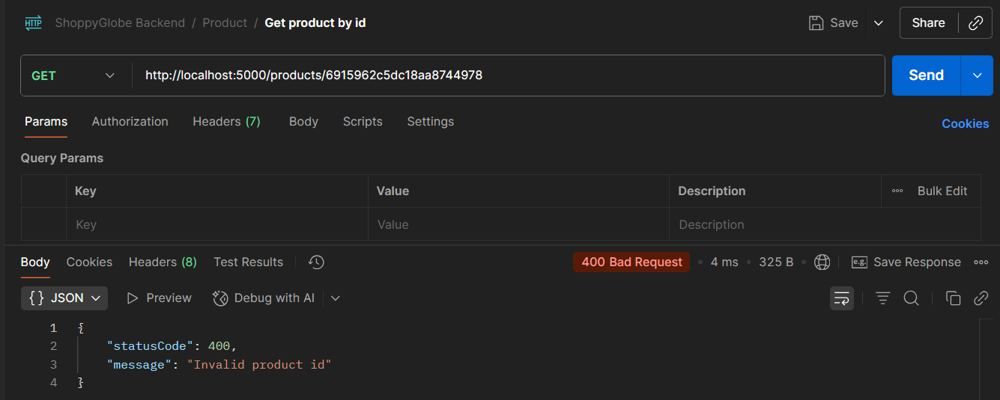 HTTP ShoppyGlobe Backend / Product / Get product by id Save Share
GET http://localhost:5000/products/6915962c5dc18aa8744978 Send
Params Authorization Headers (7) Body Scripts Settings Cookies
Query Params
Key Value Description Bulk Edit
Key Value Description
Body Cookies Headers (8) Test Results 400 Bad Request 4 ms 325 B e.g. Save Response
{} JSON Preview Debug with AI
1 {
2 "statusCode": 400,
3 "message": "Invalid product id"
4 }